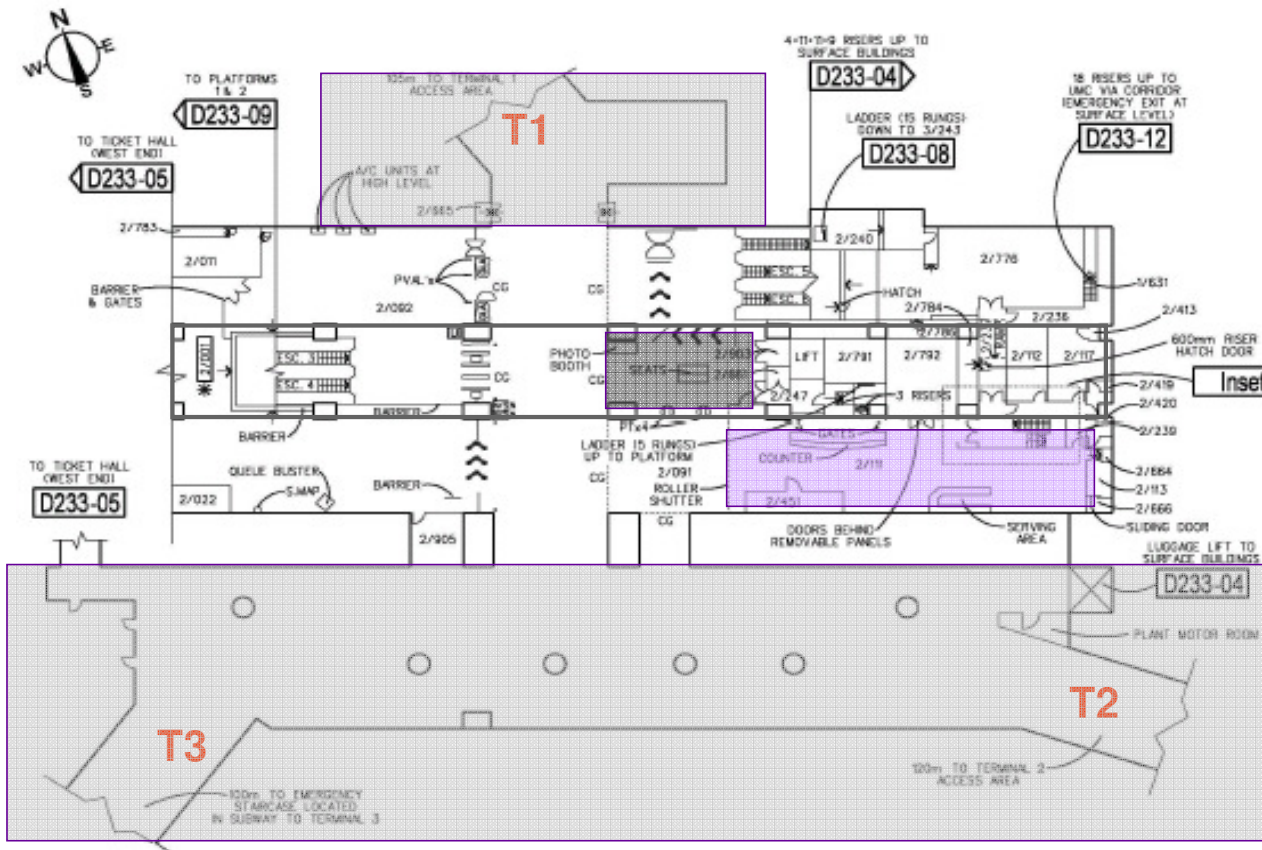 N
E
W
S
TO PLATFORMS
1 & 2
D233-09
TO TICKET HALL
(WEST END)
D233-05
105m TO TERMINAL 1
ACCESS AREA
T1
A/C UNITS AT
HIGH LEVEL
2/665
4+11+11+9 RISERS UP TO
SURFACE BUILDINGS
D233-04
LADDER (15 RUNGS)
DOWN TO 3/243
D233-08
18 RISERS UP TO
UMC VIA CORRIDOR
(EMERGENCY EXIT AT
SURFACE LEVEL)
D233-12
2/783
2/011
BARRIER
& GATES
2/092
PVAL's
CG
CG
ESC. 5
2/240
HATCH
2/776
2/784
2/236
1/631
2/413
2/001
ESC. 3
ESC. 4
BARRIER
BARRIER
CG
PHOTO
BOOTH
CG
SEATS
LIFT
2/791
2/792
2/112
2/117
600mm RISER
HATCH DOOR
Inset
2/247
3 RISERS
2/419
2/420
2/239
PTx4
LADDER (5 RUNGS)
UP TO PLATFORM
GATES
COUNTER
2/111
2/091
CG
ROLLER
SHUTTER
2/451
CG
2/664
2/113
2/666
SLIDING DOOR
DOORS BEHIND
REMOVABLE PANELS
SERVING
AREA
TO TICKET HALL
(WEST END)
D233-05
QUEUE BUSTER
S.MAP
BARRIER
2/022
2/905
LUGGAGE LIFT TO
SURFACE BUILDINGS
D233-04
PLANT MOTOR ROOM
T2
T3
120m TO TERMINAL 2
ACCESS AREA
100m TO EMERGENCY
STAIRCASE LOCATED
IN SUBWAY TO TERMINAL 3